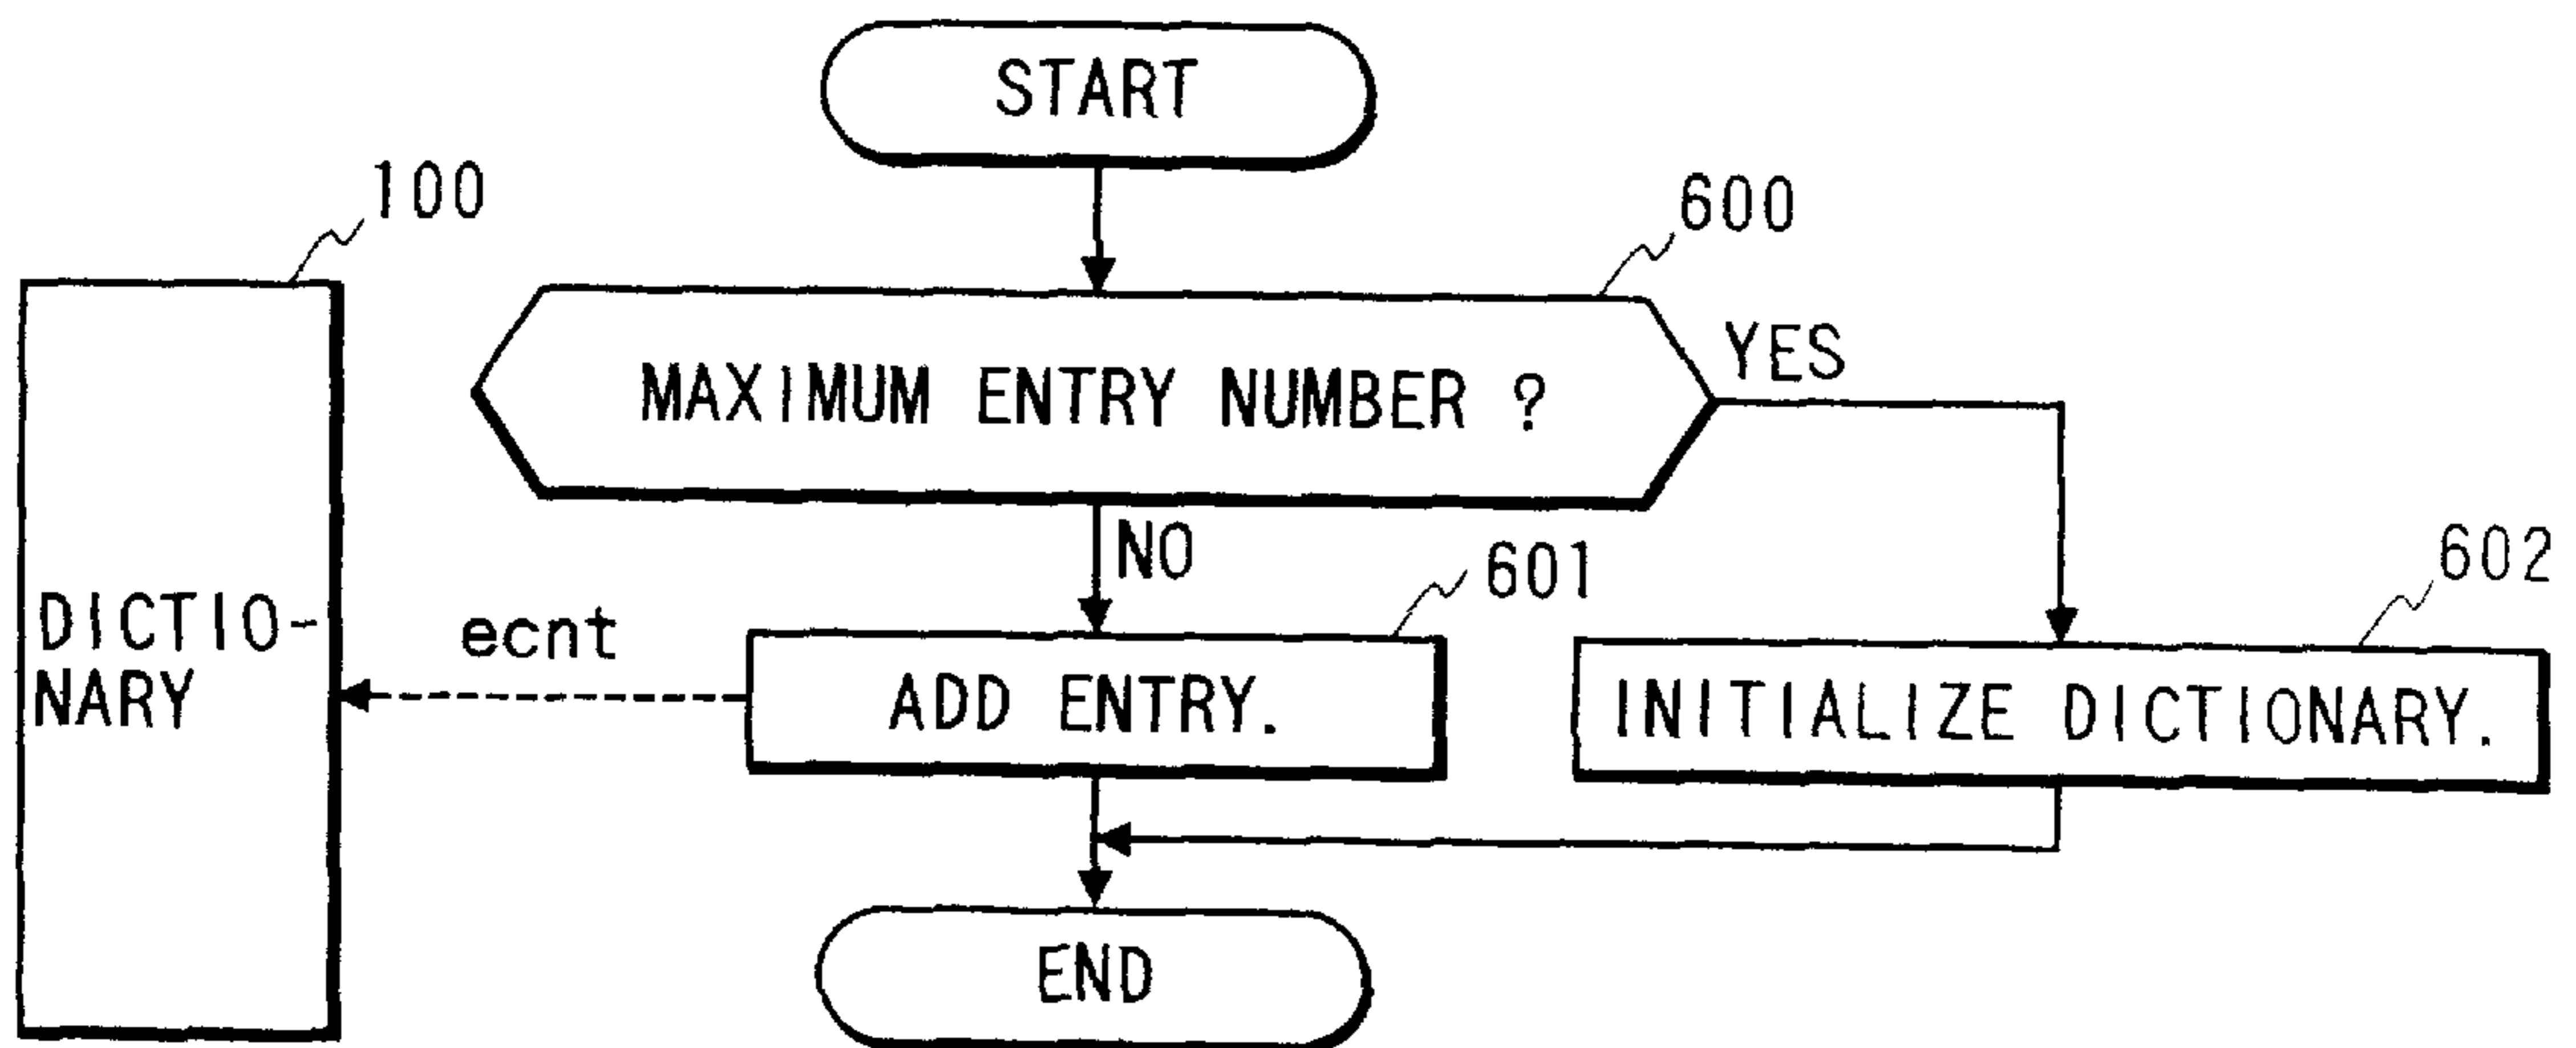 START
100
600
MAXIMUM ENTRY NUMBER ?
YES
NO
601
602
DICTIO-
NARY
ecnt
ADD ENTRY.
INITIALIZE DICTIONARY.
END